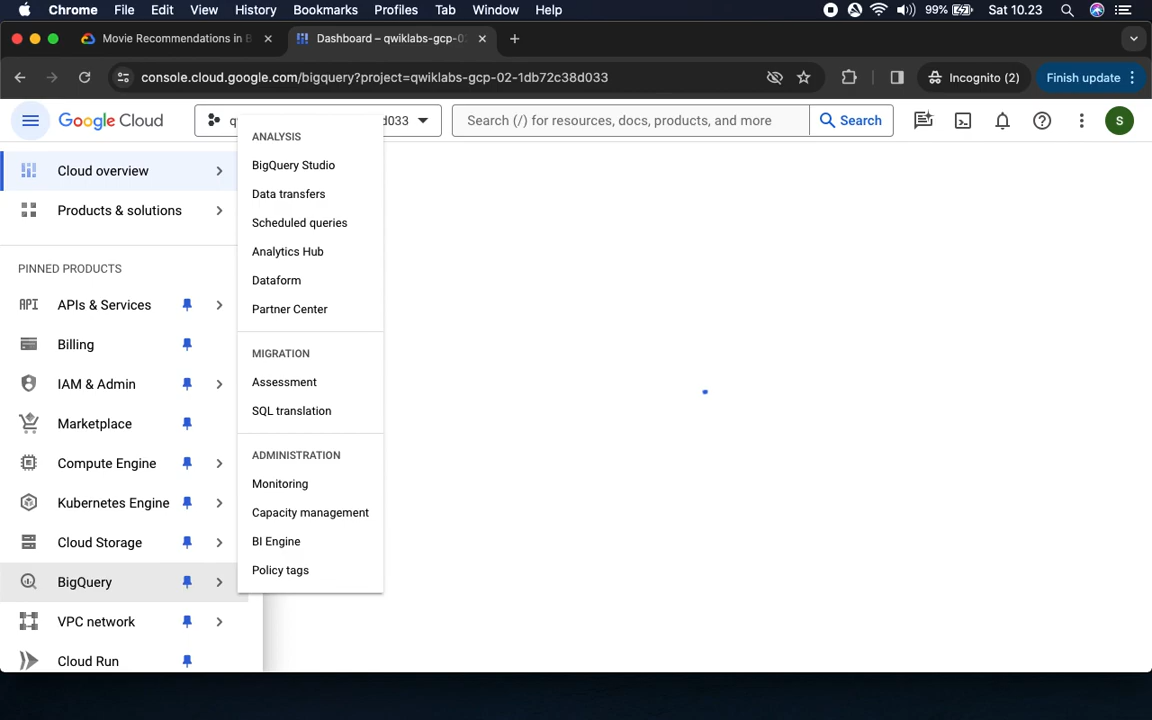 Chrome File Edit View History Bookmarks Profiles Tab Window Help 99% Sat 10.23
Movie Recommendations in B
Dashboard – qwiklabs-gcp-0
console.cloud.google.com/bigquery?project=qwiklabs-gcp-02-1db72c38d033
Incognito (2)
Finish update
Google Cloud
d033
Search (/) for resources, docs, products, and more
Search
S
Cloud overview
Products & solutions
PINNED PRODUCTS
API APIs & Services
Billing
IAM & Admin
Marketplace
Compute Engine
Kubernetes Engine
Cloud Storage
BigQuery
VPC network
Cloud Run
ANALYSIS
BigQuery Studio
Data transfers
Scheduled queries
Analytics Hub
Dataform
Partner Center
MIGRATION
Assessment
SQL translation
ADMINISTRATION
Monitoring
Capacity management
BI Engine
Policy tags